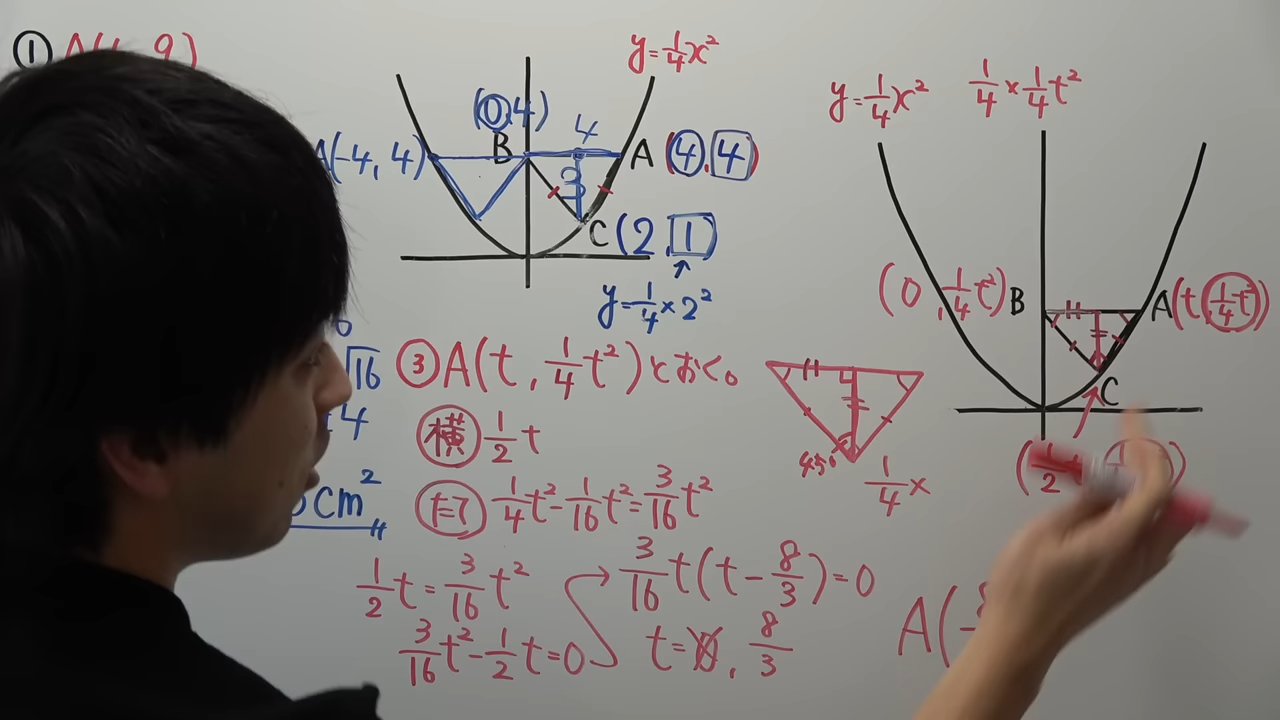 ① A(
9)
y=1/4x²
(0,4)
B
4
A(-4, 4)
A (4,4)
3
C (2,1)
↑
y=1/4×2²
√16
4
cm²
③ A(t, 1/4t²)とおく。
横 1/2t
たて 1/4t²-1/16t²=3/16t²
1/2t=3/16t²
3/16t²-1/2t=0
3/16t(t-8/3)=0
t=0, 8/3
45°
1/4×
y=1/4x²
1/4×1/4t²
(0, 1/4t²) B
A(t, 1/4t²)
C
(1/2
A(